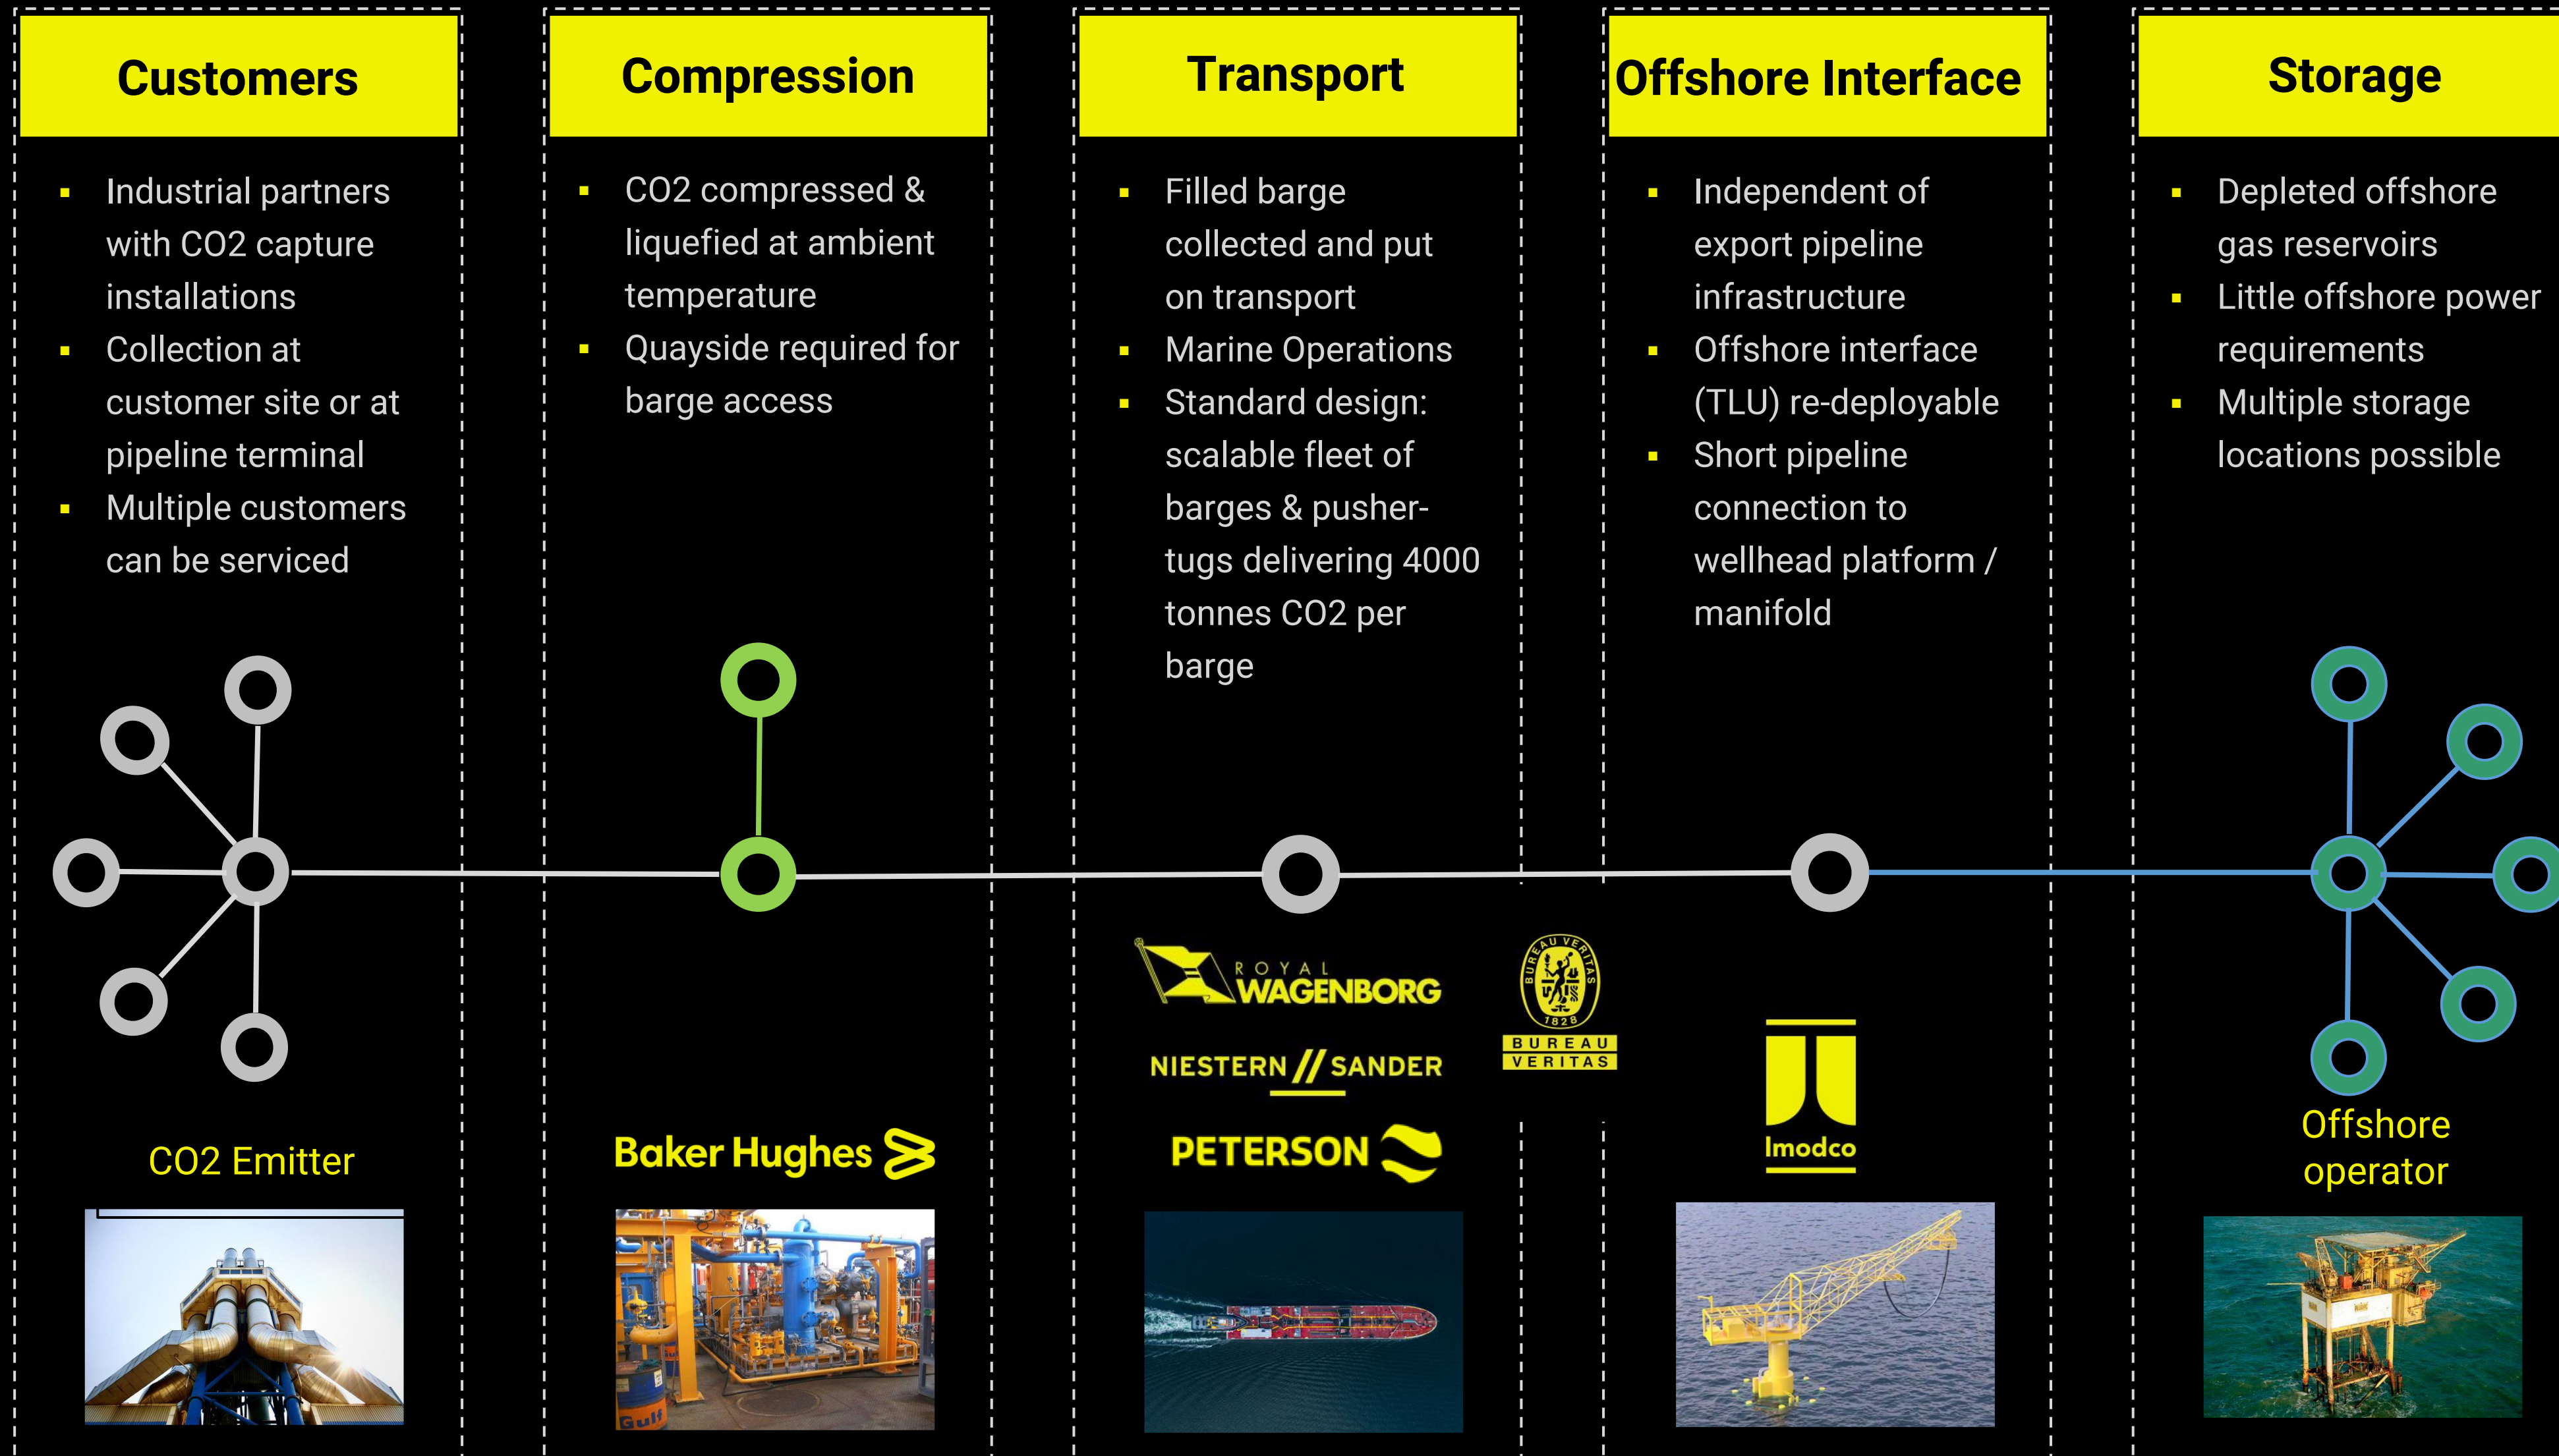 Customers
Industrial partners
with CO2 capture
installations
Collection at
customer site or at
pipeline terminal
Multiple customers
can be serviced
CO2 Emitter
Compression
CO2 compressed &
liquefied at ambient
temperature
Quayside required for
barge access
Baker Hughes
Gulf
Transport
Filled barge
collected and put
on transport
Marine Operations
Standard design:
scalable fleet of
barges & pusher-
tugs delivering 4000
tonnes CO2 per
barge
ROYAL
WAGENBORG
NIESTERN // SANDER
PETERSON
BUREAU VERITAS
1828
BUREAU
VERITAS
Offshore Interface
Independent of
export pipeline
infrastructure
Offshore interface
(TLU) re-deployable
Short pipeline
connection to
wellhead platform /
manifold
Imodco
Storage
Depleted offshore
gas reservoirs
Little offshore power
requirements
Multiple storage
locations possible
Offshore
operator